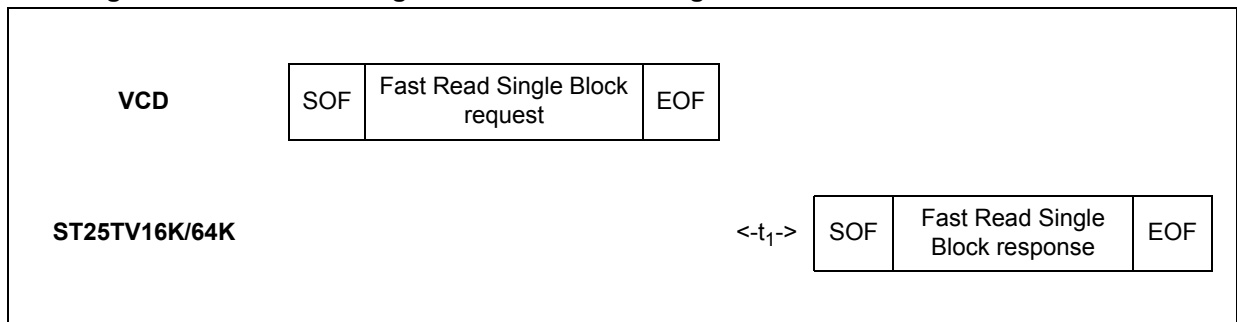 VCD
SOF
Fast Read Single Block
request
EOF
ST25TV16K/64K
<-t1->
SOF
Fast Read Single
Block response
EOF